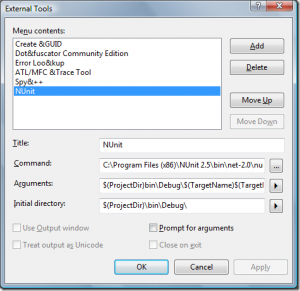 External Tools
Menu contents:
Create &GUID
Dot&fuscator Community Edition
Error Loo&kup
ATL/MFC &Trace Tool
Spy&++
NUnit
Add
Delete
Move Up
Move Down
Title:
NUnit
Command:
C:\Program Files (x86)\NUnit 2.5\bin\net-2.0\nu
...
Arguments:
$(ProjectDir)\bin\Debug\$(TargetName)$(Target
Initial directory:
$(ProjectDir)\bin\Debug\
Use Output window
Prompt for arguments
Treat output as Unicode
Close on exit
OK
Cancel
Apply